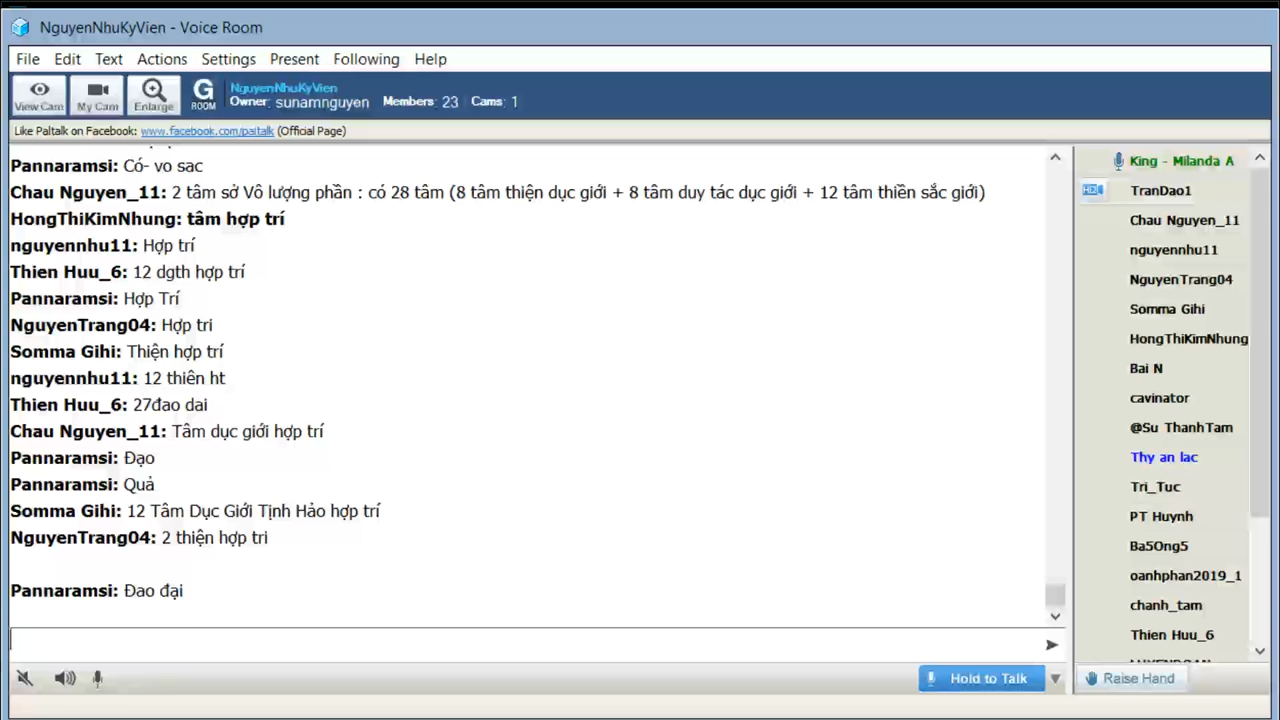 NguyenNhuKyVien - Voice Room
File Edit Text Actions Settings Present Following Help
View Cam My Cam Enlarge G ROOM
NguyenNhuKyVien
Owner: sunamnguyen Members: 23 Cams: 1
Like Paltalk on Facebook: www.facebook.com/paltalk (Official Page)
Pannaramsi: Có- vo sac
Chau Nguyen_11: 2 tâm sở Vô lượng phần : có 28 tâm (8 tâm thiện dục giới + 8 tâm duy tác dục giới + 12 tâm thiền sắc giới)
HongThiKimNhung: tâm hợp trí
nguyennhu11: Hợp trí
Thien Huu_6: 12 dgth hợp trí
Pannaramsi: Hợp Trí
NguyenTrang04: Hợp tri
Somma Gihi: Thiện hợp trí
nguyennhu11: 12 thiên ht
Thien Huu_6: 27đao dai
Chau Nguyen_11: Tâm dục giới hợp trí
Pannaramsi: Đạo
Pannaramsi: Quả
Somma Gihi: 12 Tâm Dục Giới Tịnh Hảo hợp trí
NguyenTrang04: 2 thiện hợp tri
Pannaramsi: Đao đại
King - Milanda A
TranDao1
Chau Nguyen_11
nguyennhu11
NguyenTrang04
Somma Gihi
HongThiKimNhung
Bai N
cavinator
@Su ThanhTam
Thy an lac
Tri_Tuc
PT Huynh
Ba5Ong5
oanhphan2019_1
chanh_tam
Thien Huu_6
Hold to Talk
Raise Hand